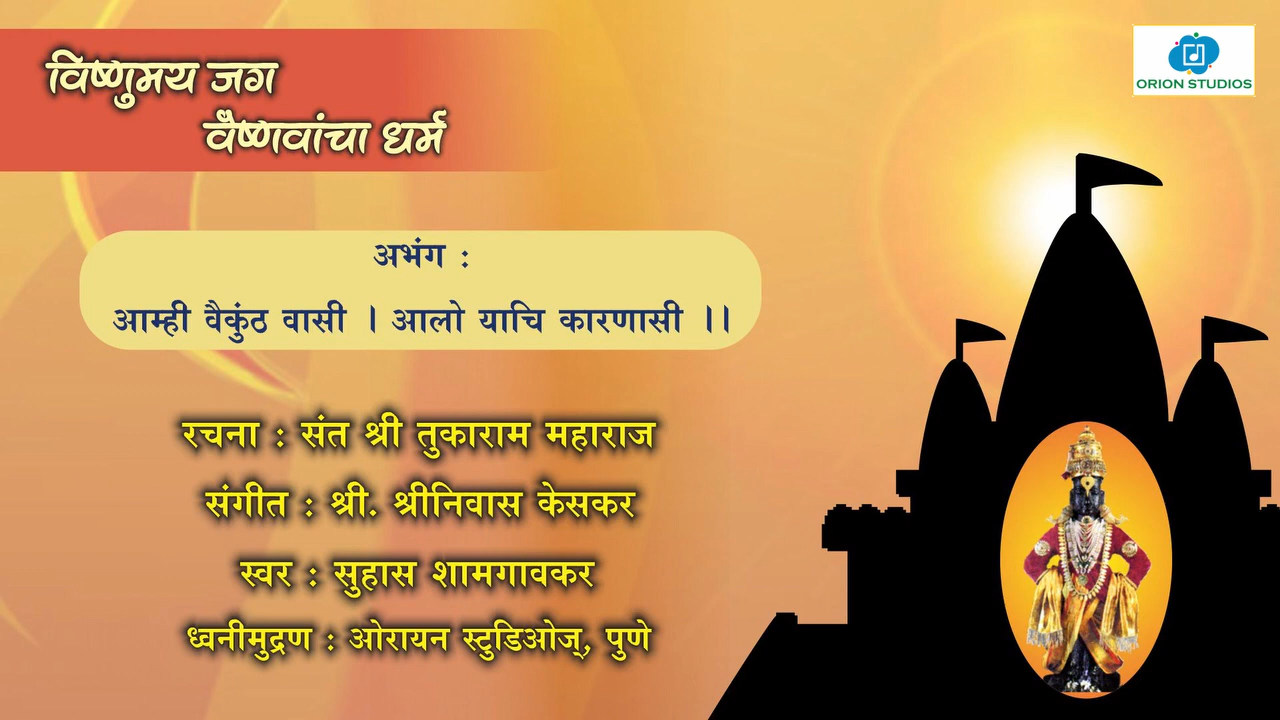 विष्णुमय जग
वैष्णवांचा धर्म
ORION STUDIOS
अभंग :
आम्ही वैकुंठ वासी । आलो याचि कारणासी ।।
रचना : संत श्री तुकाराम महाराज
संगीत : श्री. श्रीनिवास केसकर
स्वर : सुहास शामगावकर
ध्वनीमुद्रण : ओरायन स्टुडिओज्, पुणे